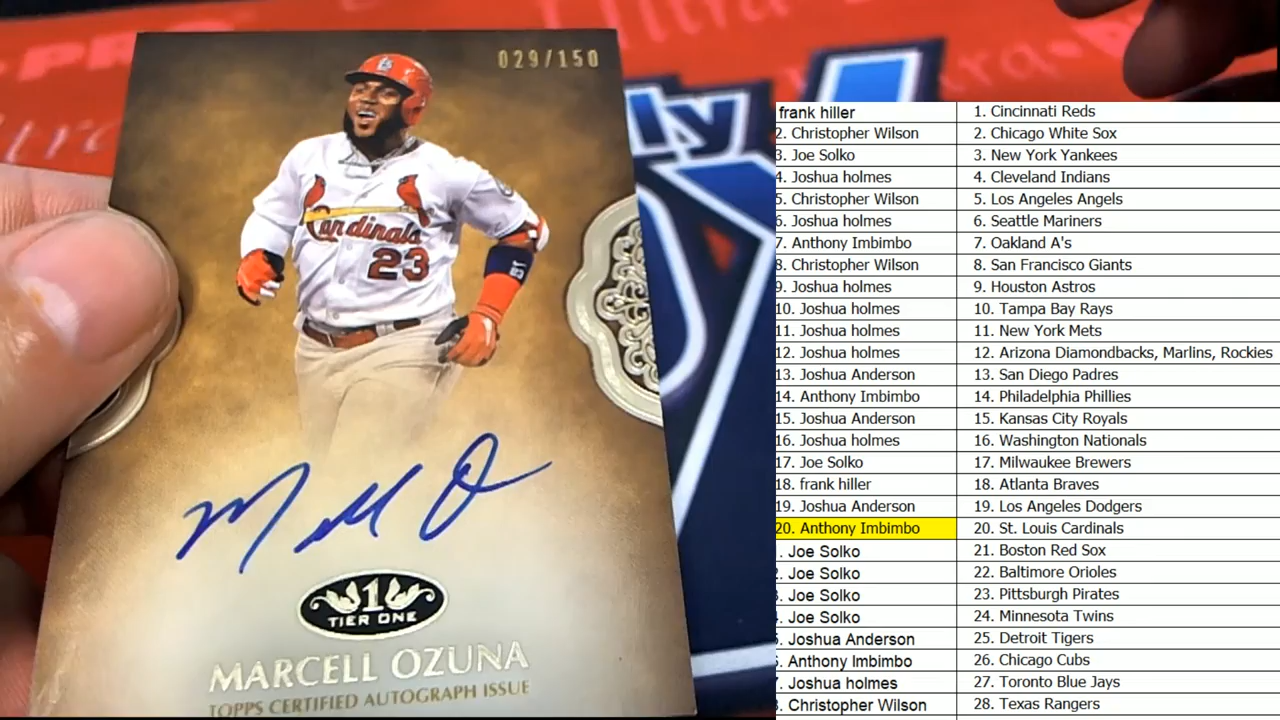 029/150
Cardinals
23
TIER ONE
MARCELL OZUNA
TOPPS CERTIFIED AUTOGRAPH ISSUE
ly
frank hiller 1. Cincinnati Reds
2. Christopher Wilson 2. Chicago White Sox
3. Joe Solko 3. New York Yankees
4. Joshua holmes 4. Cleveland Indians
5. Christopher Wilson 5. Los Angeles Angels
6. Joshua holmes 6. Seattle Mariners
7. Anthony Imbimbo 7. Oakland A's
8. Christopher Wilson 8. San Francisco Giants
9. Joshua holmes 9. Houston Astros
10. Joshua holmes 10. Tampa Bay Rays
11. Joshua holmes 11. New York Mets
12. Joshua holmes 12. Arizona Diamondbacks, Marlins, Rockies
13. Joshua Anderson 13. San Diego Padres
14. Anthony Imbimbo 14. Philadelphia Phillies
15. Joshua Anderson 15. Kansas City Royals
16. Joshua holmes 16. Washington Nationals
17. Joe Solko 17. Milwaukee Brewers
18. frank hiller 18. Atlanta Braves
19. Joshua Anderson 19. Los Angeles Dodgers
20. Anthony Imbimbo 20. St. Louis Cardinals
. Joe Solko 21. Boston Red Sox
. Joe Solko 22. Baltimore Orioles
. Joe Solko 23. Pittsburgh Pirates
. Joe Solko 24. Minnesota Twins
. Joshua Anderson 25. Detroit Tigers
. Anthony Imbimbo 26. Chicago Cubs
. Joshua holmes 27. Toronto Blue Jays
. Christopher Wilson 28. Texas Rangers